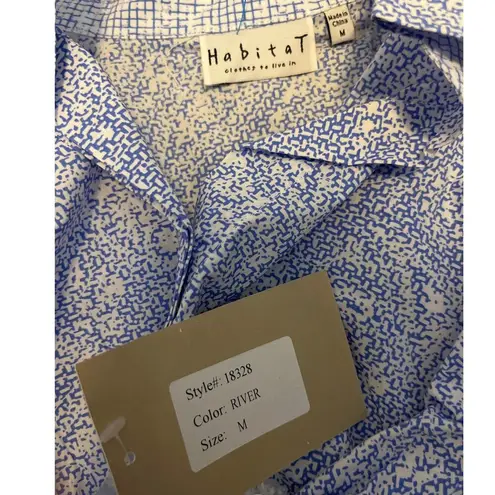 HabitaT
clothes to live in
Made in
China
M
Style#: 18328
Color: RIVER
Size: M